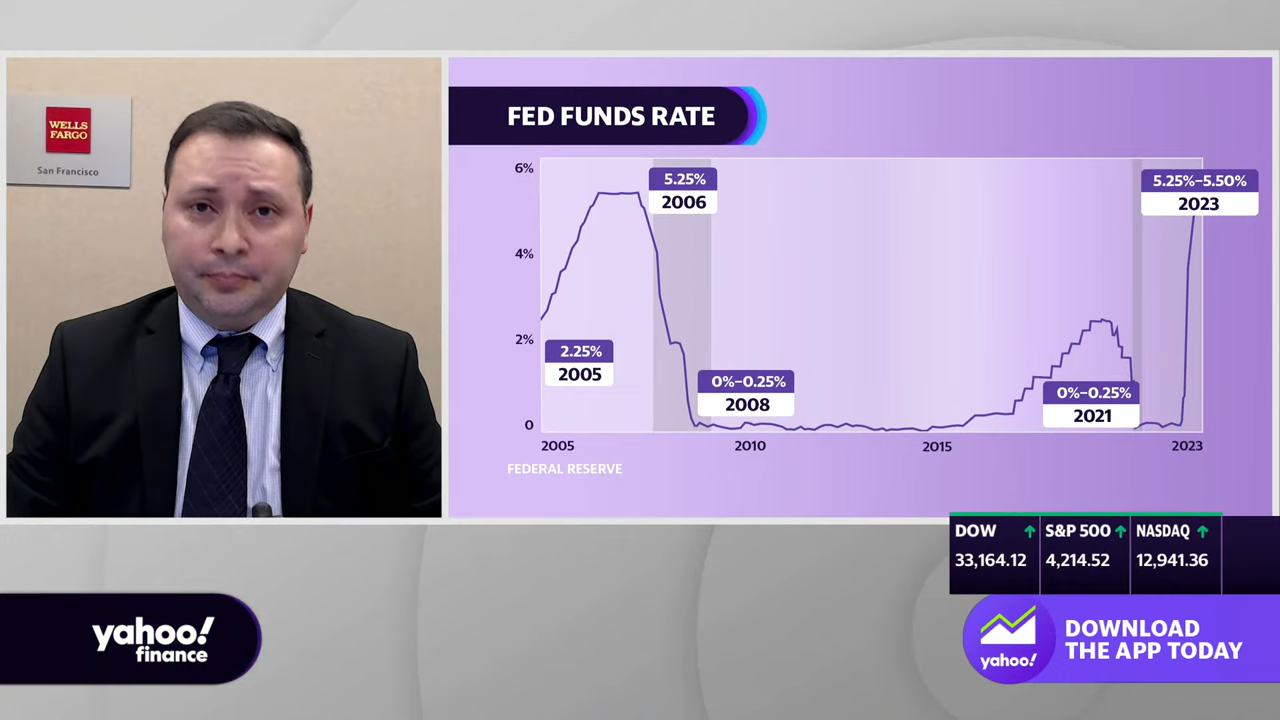 WELLS
FARGO
San Francisco
FED FUNDS RATE
6%
4%
2%
0
5.25%
2006
5.25%–5.50%
2023
2.25%
2005
0%–0.25%
2008
0%–0.25%
2021
2005
2010
2015
2023
FEDERAL RESERVE
DOW
33,164.12
S&P 500
4,214.52
NASDAQ
12,941.36
yahoo!
finance
yahoo!
DOWNLOAD
THE APP TODAY